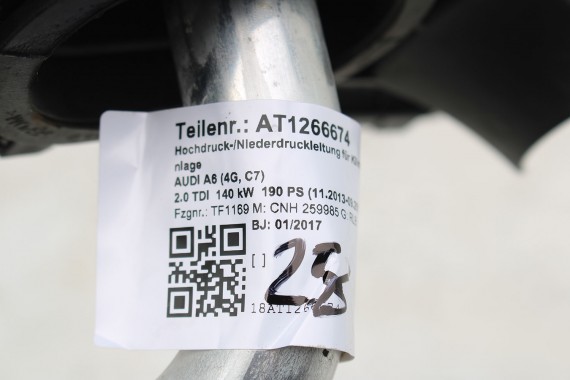 Teilenr.: AT1266674
Hochdruck-/Niederdruckleitung für
nlage
AUDI A6 (4G, C7)
2.0 TDI 140 kW 190 PS (11.2013-
Fzgnr.: TF1169 M: CNH 259985 G:
BJ: 01/2017
[ ]
28